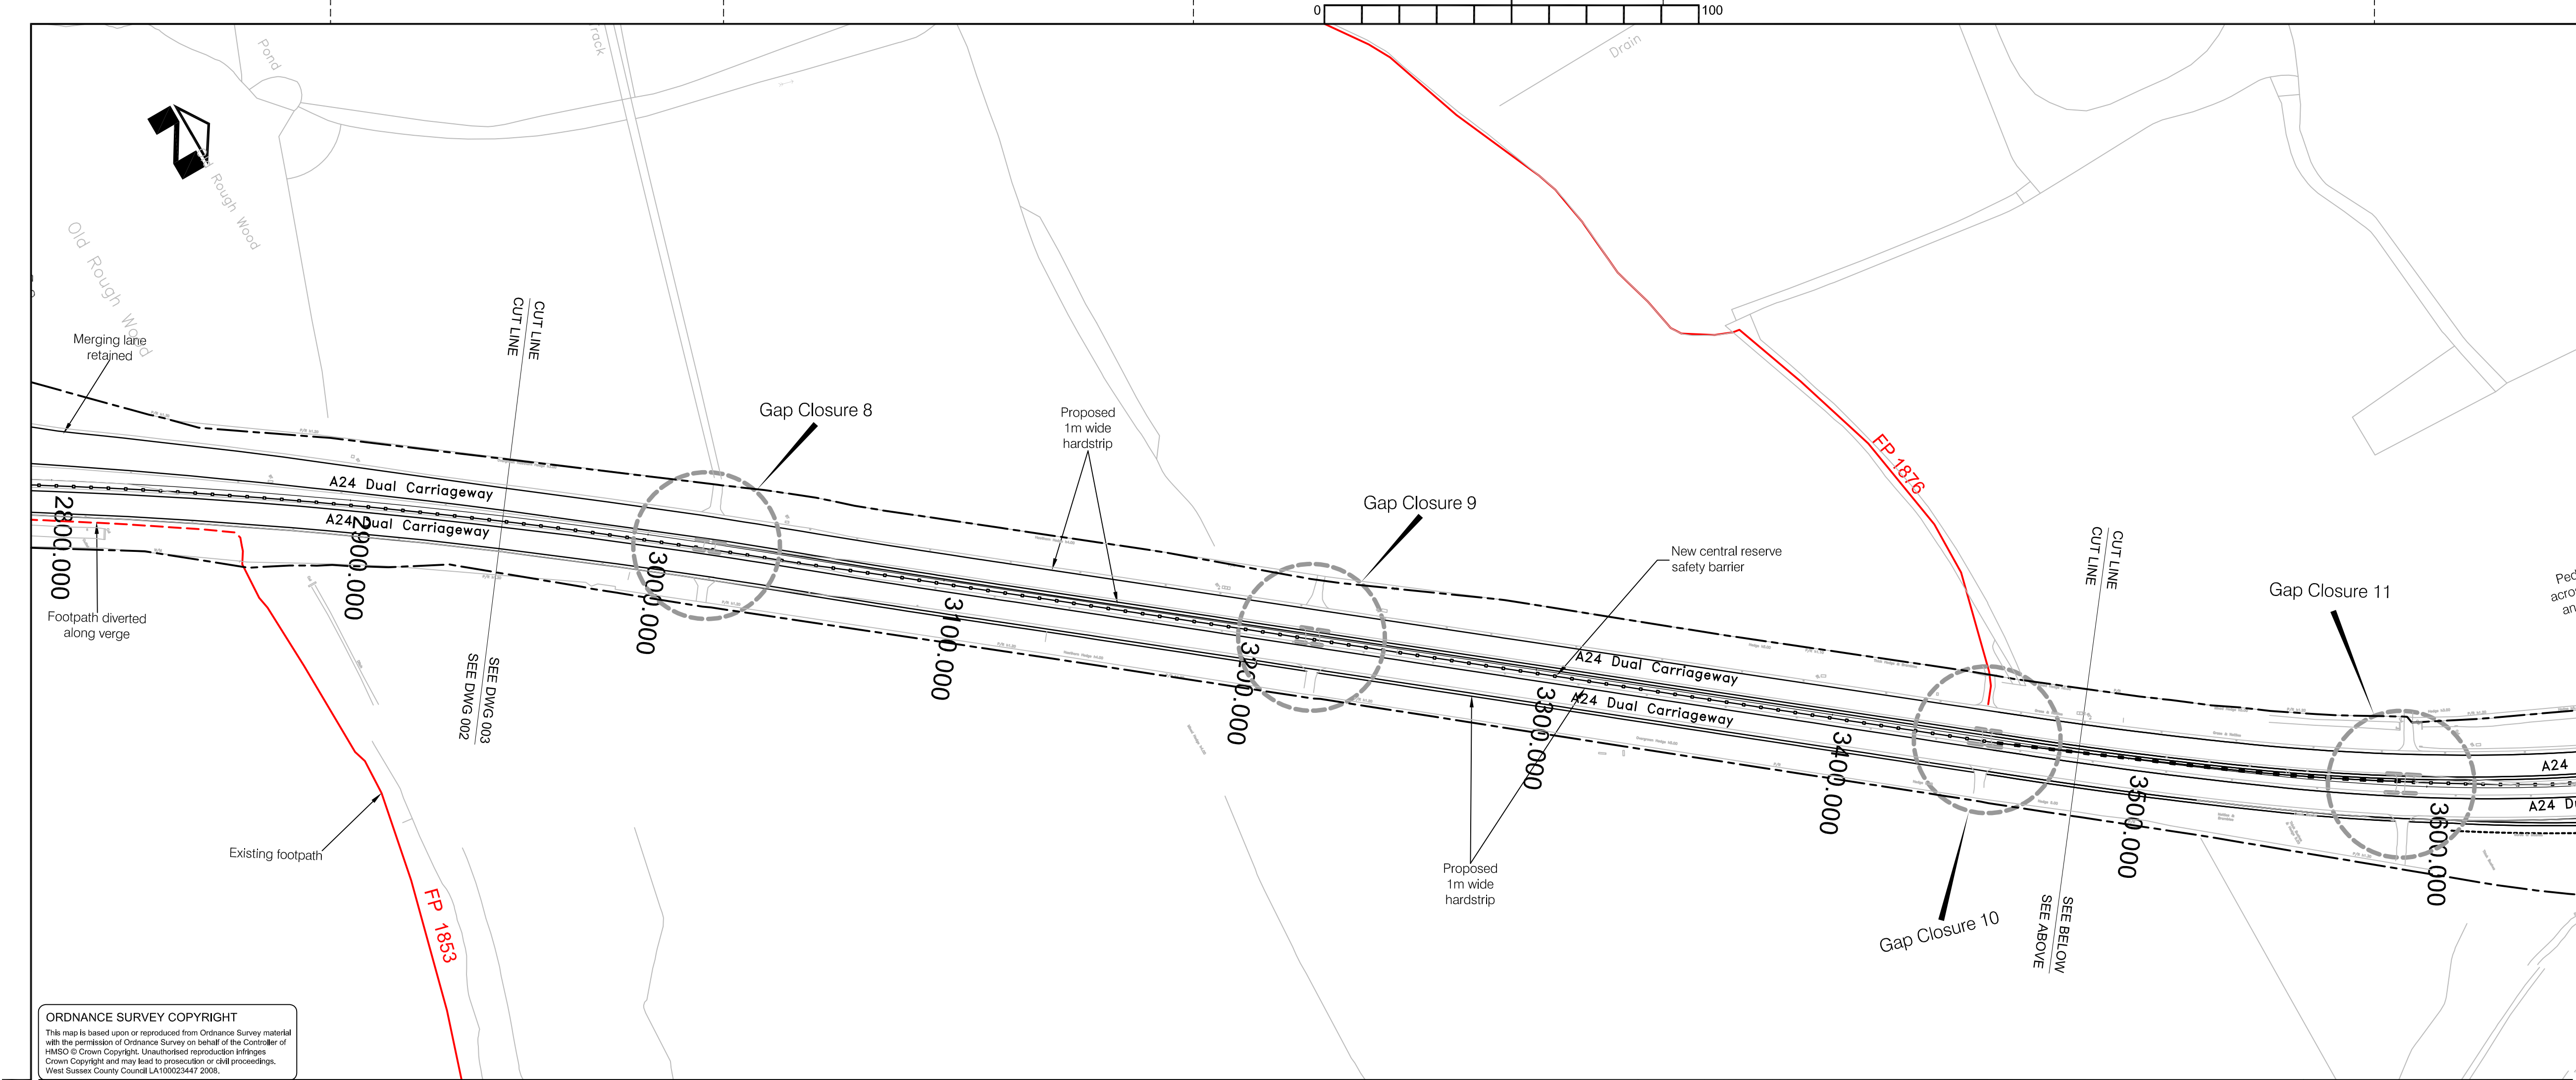 0
100
Pond
rack
Drain
Rough Wood
Old Rough Wood
Merging lane
retained
CUT LINE
CUT LINE
Gap Closure 8
Proposed
1m wide
hardstrip
FP 1876
Gap Closure 9
A24 Dual Carriageway
A24 Dual Carriageway
2800.000
2900.000
3000.000
3100.000
3200.000
3300.000
3400.000
3500.000
3600.000
New central reserve
safety barrier
CUT LINE
CUT LINE
Gap Closure 11
Footpath diverted
along verge
A24 Dual Carriageway
A24 Dual Carriageway
SEE DWG 003
SEE DWG 002
A24
Existing footpath
Proposed
1m wide
hardstrip
FP 1853
Gap Closure 10
SEE BELOW
SEE ABOVE
ORDNANCE SURVEY COPYRIGHT
This map is based upon or reproduced from Ordnance Survey material
with the permission of Ordnance Survey on behalf of the Controller of
HMSO © Crown Copyright. Unauthorised reproduction infringes
Crown Copyright and may lead to prosecution or civil proceedings.
West Sussex County Council LA100023447 2008.